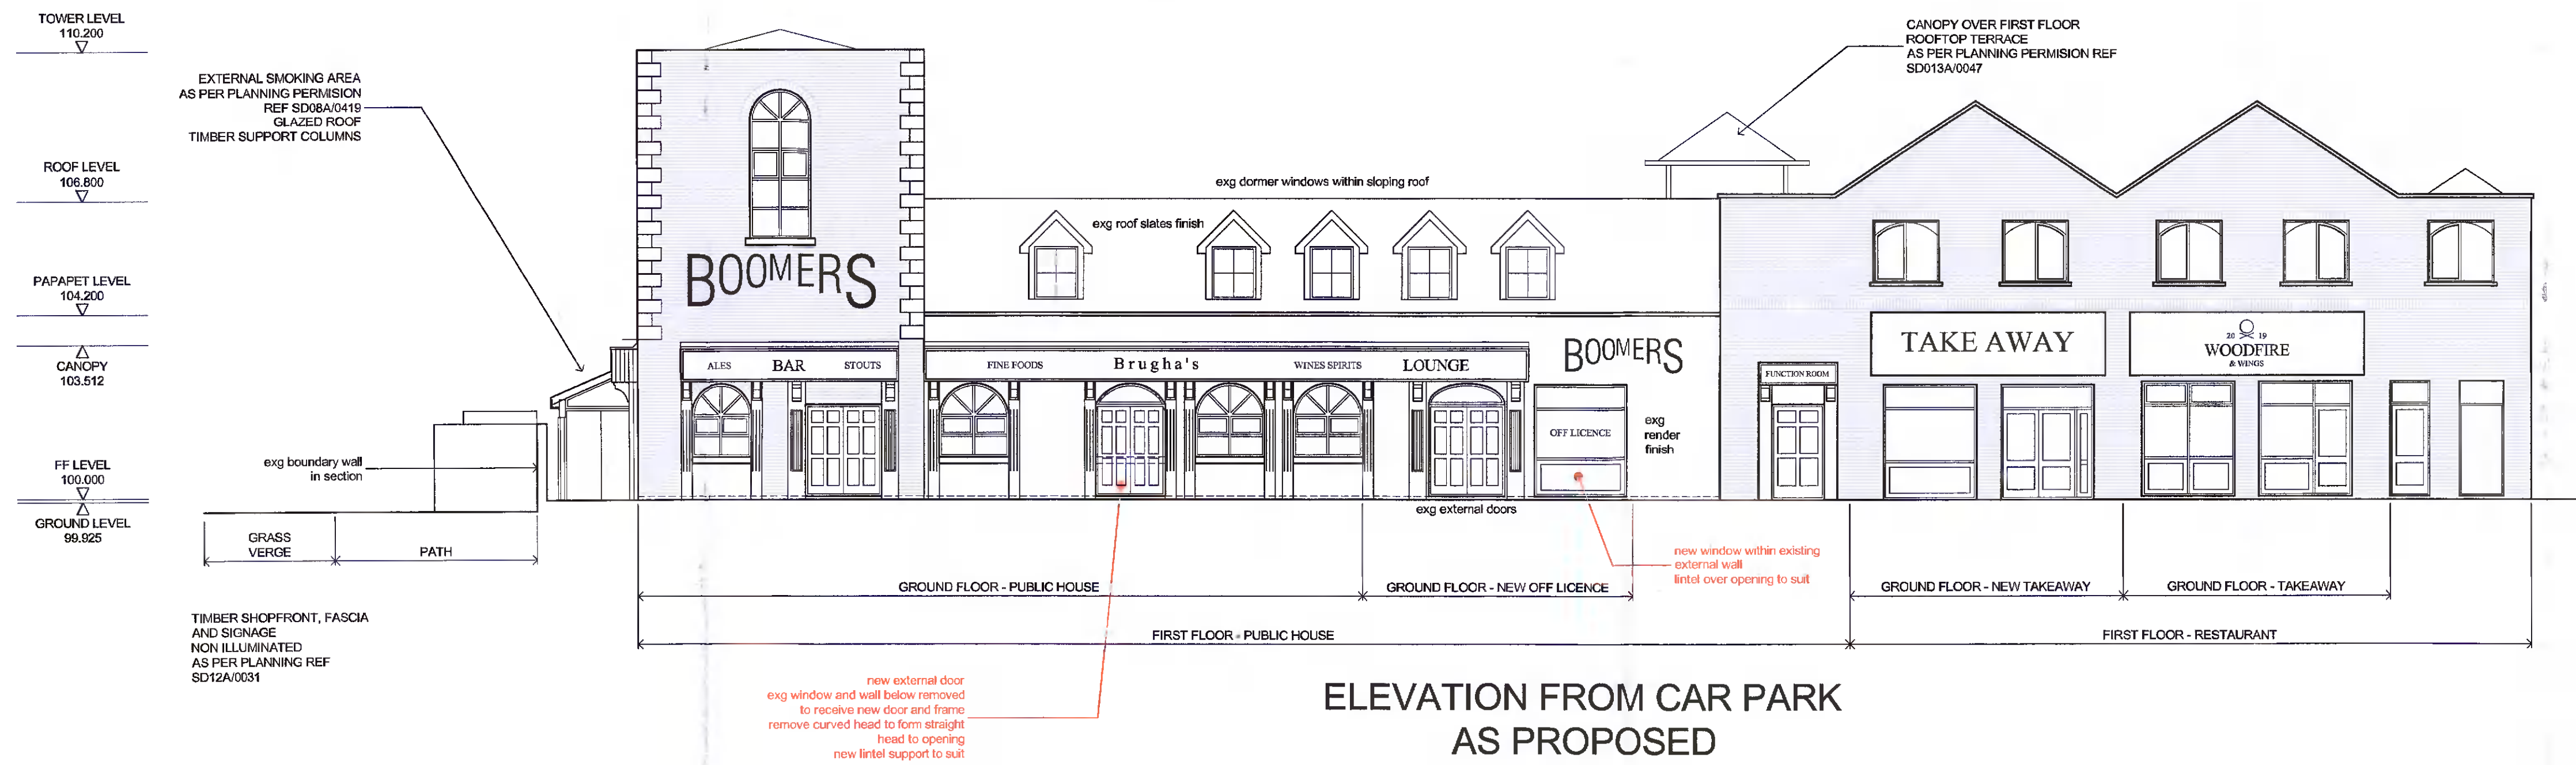 TOWER LEVEL
110.200
ROOF LEVEL
106.800
PAPAPET LEVEL
104.200
CANOPY
103.512
FF LEVEL
100.000
GROUND LEVEL
99.925
EXTERNAL SMOKING AREA
AS PER PLANNING PERMISION
REF SD08A/0419
GLAZED ROOF
TIMBER SUPPORT COLUMNS
exg boundary wall
in section
GRASS
VERGE
PATH
TIMBER SHOPFRONT, FASCIA
AND SIGNAGE
NON ILLUMINATED
AS PER PLANNING REF
SD12A/0031
BOOMERS
ALES BAR STOUTS
exg dormer windows within sloping roof
exg roof slates finish
FINE FOODS Brugha's WINES SPIRITS LOUNGE
BOOMERS
OFF LICENCE
exg
render
finish
exg external doors
CANOPY OVER FIRST FLOOR
ROOFTOP TERRACE
AS PER PLANNING PERMISION REF
SD013A/0047
FUNCTION ROOM
TAKE AWAY
20 19
WOODFIRE
& WINGS
new window within existing
external wall
lintel over opening to suit
GROUND FLOOR - PUBLIC HOUSE
GROUND FLOOR - NEW OFF LICENCE
GROUND FLOOR - NEW TAKEAWAY
GROUND FLOOR - TAKEAWAY
FIRST FLOOR - PUBLIC HOUSE
FIRST FLOOR - RESTAURANT
new external door
exg window and wall below removed
to receive new door and frame
remove curved head to form straight
head to opening
new lintel support to suit
ELEVATION FROM CAR PARK
AS PROPOSED